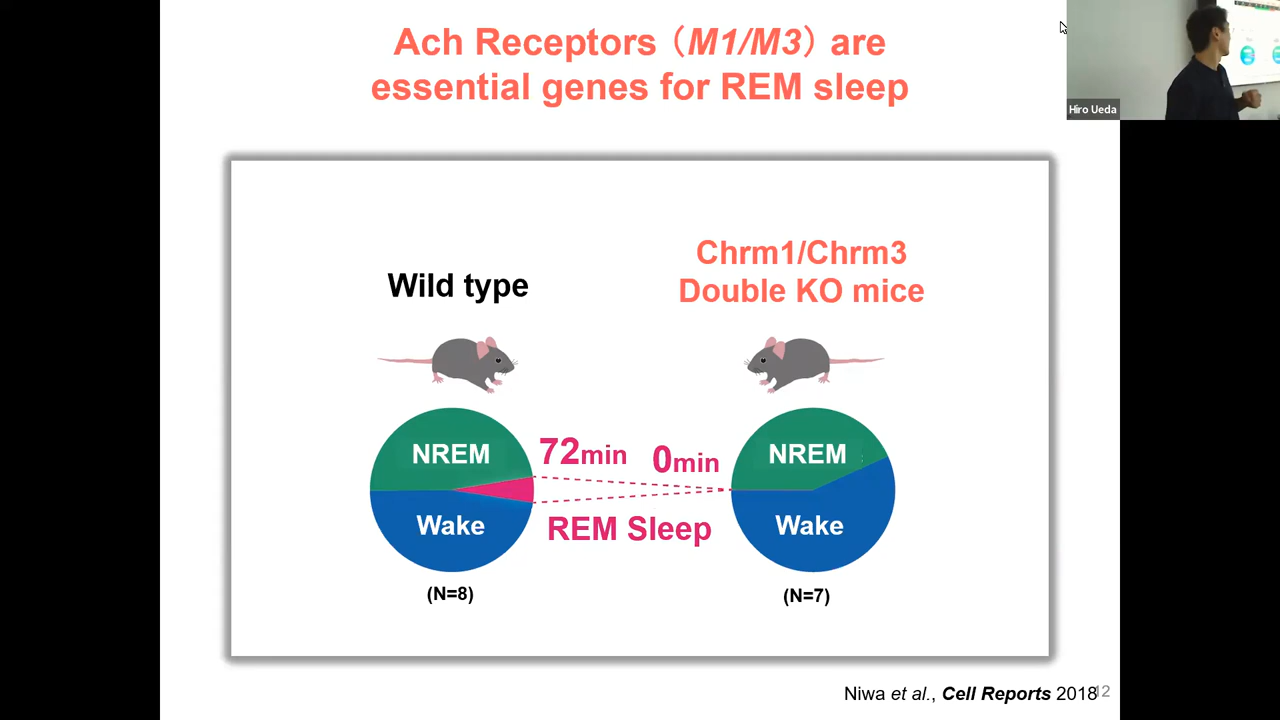 Ach Receptors（M1/M3）are
essential genes for REM sleep
Hiro Ueda
Wild type
Chrm1/Chrm3
Double KO mice
NREM
Wake
72min
0min
REM Sleep
NREM
Wake
(N=8)
(N=7)
Niwa et al., Cell Reports 2018
12